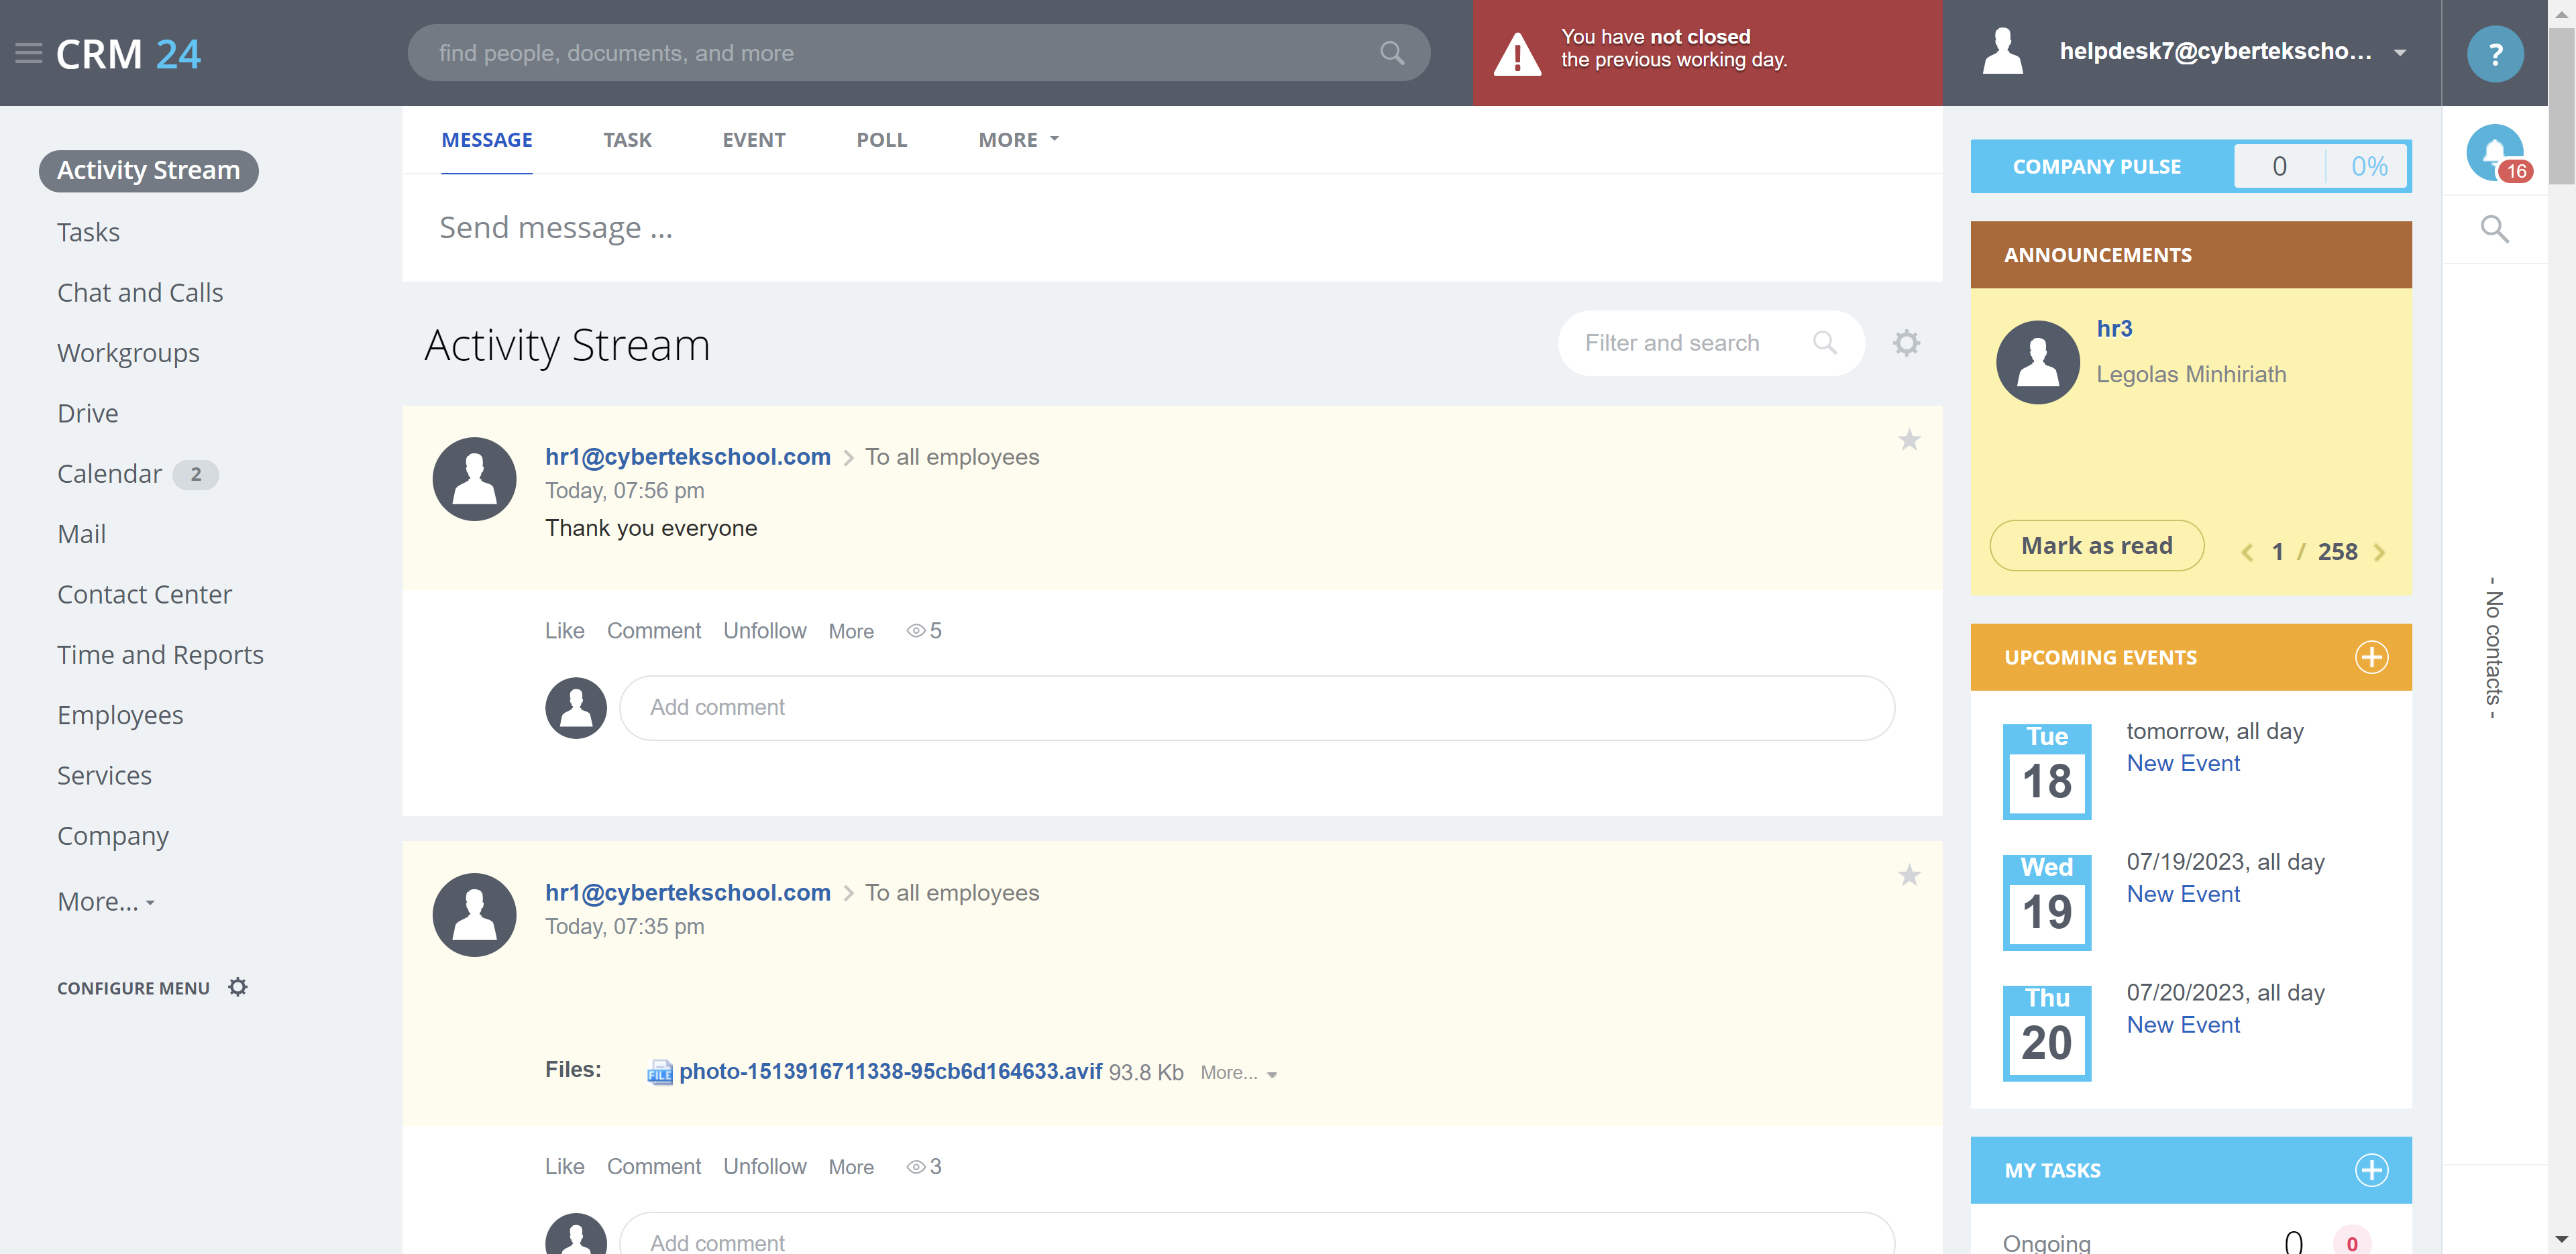 CRM 24
find people, documents, and more
You have not closed
the previous working day.
helpdesk7@cybertekscho...
?
Activity Stream
Tasks
Chat and Calls
Workgroups
Drive
Calendar 2
Mail
Contact Center
Time and Reports
Employees
Services
Company
More...
CONFIGURE MENU
MESSAGE TASK EVENT POLL MORE
Send message ...
Activity Stream
Filter and search
hr1@cybertekschool.com To all employees
Today, 07:56 pm
Thank you everyone
Like Comment Unfollow More 5
Add comment
hr1@cybertekschool.com To all employees
Today, 07:35 pm
Files: FILE photo-1513916711338-95cb6d164633.avif 93.8 Kb More...
Like Comment Unfollow More 3
Add comment
COMPANY PULSE 0 0%
ANNOUNCEMENTS
hr3
Legolas Minhiriath
Mark as read 1 / 258
UPCOMING EVENTS
Tue
18
tomorrow, all day
New Event
Wed
19
07/19/2023, all day
New Event
Thu
20
07/20/2023, all day
New Event
MY TASKS
Ongoing 0 0
16
- No contacts -